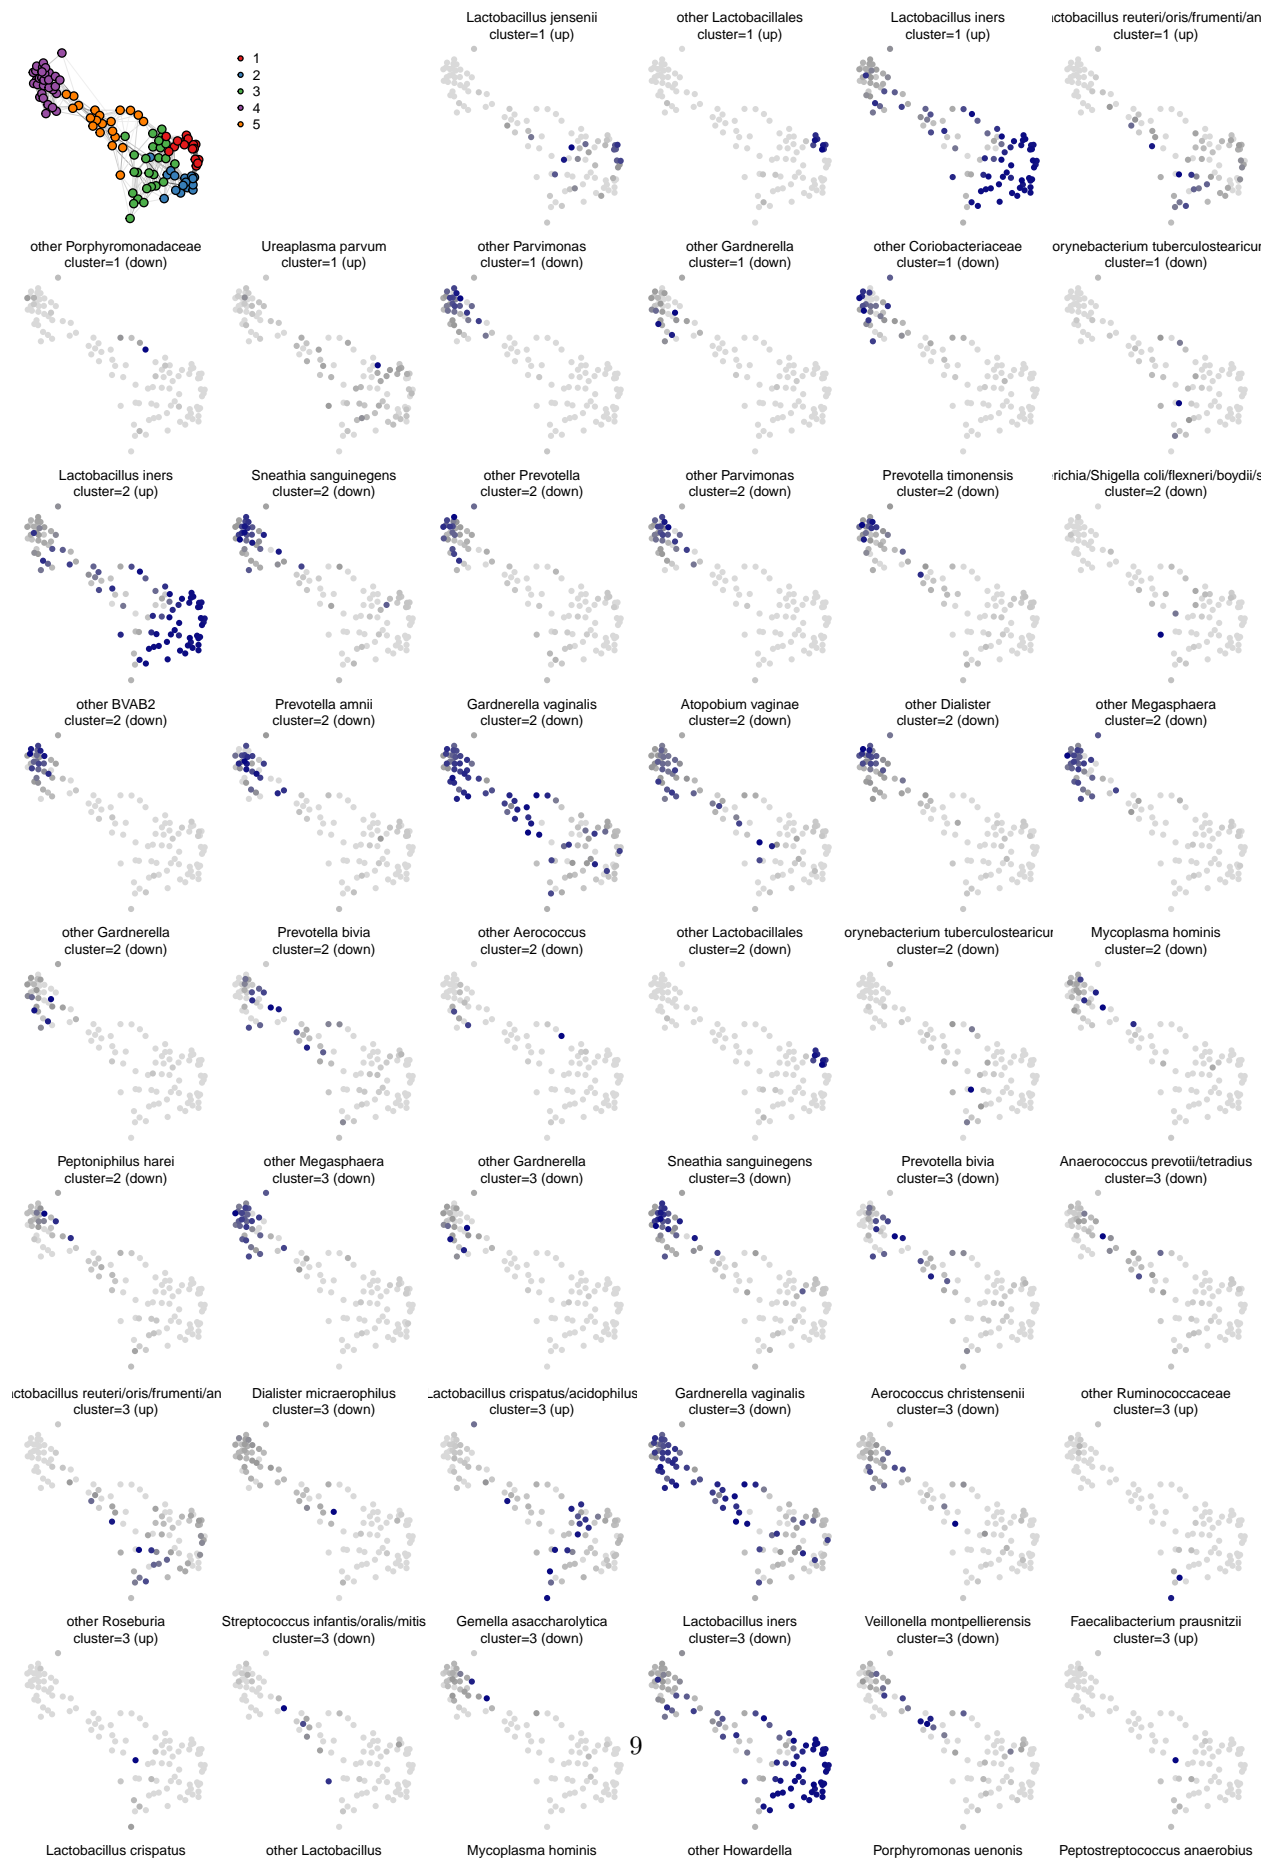 Lactobacillus jensenii
cluster=1 (up)
other Lactobacillales
cluster=1 (up)
Lactobacillus iners
cluster=1 (up)
actobacillus reuteri/oris/frumenti/an
cluster=1 (up)
1
2
3
4
5
other Porphyromonadaceae
cluster=1 (down)
Ureaplasma parvum
cluster=1 (up)
other Parvimonas
cluster=1 (down)
other Gardnerella
cluster=1 (down)
other Coriobacteriaceae
cluster=1 (down)
orynebacterium tuberculostearicur
cluster=1 (down)
Lactobacillus iners
cluster=2 (up)
Sneathia sanguinegens
cluster=2 (down)
other Prevotella
cluster=2 (down)
other Parvimonas
cluster=2 (down)
Prevotella timonensis
cluster=2 (down)
richia/Shigella coli/flexneri/boydii/s
cluster=2 (down)
other BVAB2
cluster=2 (down)
Prevotella amnii
cluster=2 (down)
Gardnerella vaginalis
cluster=2 (down)
Atopobium vaginae
cluster=2 (down)
other Dialister
cluster=2 (down)
other Megasphaera
cluster=2 (down)
other Gardnerella
cluster=2 (down)
Prevotella bivia
cluster=2 (down)
other Aerococcus
cluster=2 (down)
other Lactobacillales
cluster=2 (down)
orynebacterium tuberculostearicur
cluster=2 (down)
Mycoplasma hominis
cluster=2 (down)
Peptoniphilus harei
cluster=2 (down)
other Megasphaera
cluster=3 (down)
other Gardnerella
cluster=3 (down)
Sneathia sanguinegens
cluster=3 (down)
Prevotella bivia
cluster=3 (down)
Anaerococcus prevotii/tetradius
cluster=3 (down)
actobacillus reuteri/oris/frumenti/an
cluster=3 (up)
Dialister micraerophilus
cluster=3 (down)
Lactobacillus crispatus/acidophilus
cluster=3 (up)
Gardnerella vaginalis
cluster=3 (down)
Aerococcus christensenii
cluster=3 (down)
other Ruminococcaceae
cluster=3 (up)
other Roseburia
cluster=3 (up)
Streptococcus infantis/oralis/mitis
cluster=3 (down)
Gemella asaccharolytica
cluster=3 (down)
Lactobacillus iners
cluster=3 (down)
Veillonella montpellierensis
cluster=3 (down)
Faecalibacterium prausnitzii
cluster=3 (up)
9
Lactobacillus crispatus
other Lactobacillus
Mycoplasma hominis
other Howardella
Porphyromonas uenonis
Peptostreptococcus anaerobius